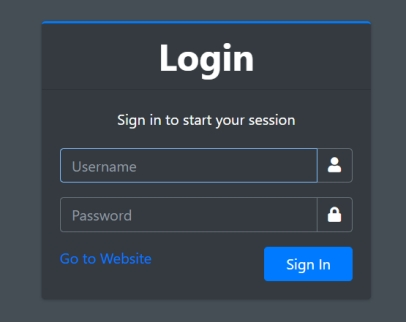 Login
Sign in to start your session
Username
Password
Go to Website
Sign In